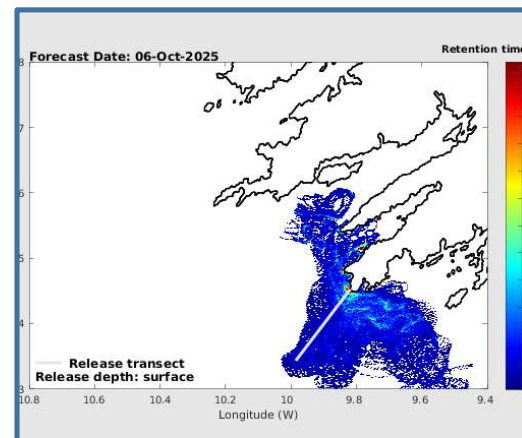 Forecast Date: 06-Oct-2025
Retention time
8
7
6
5
4
3
Release transect
Release depth: surface
10.8
10.6
10.4
10.2
10
9.8
9.6
9.4
Longitude (W)